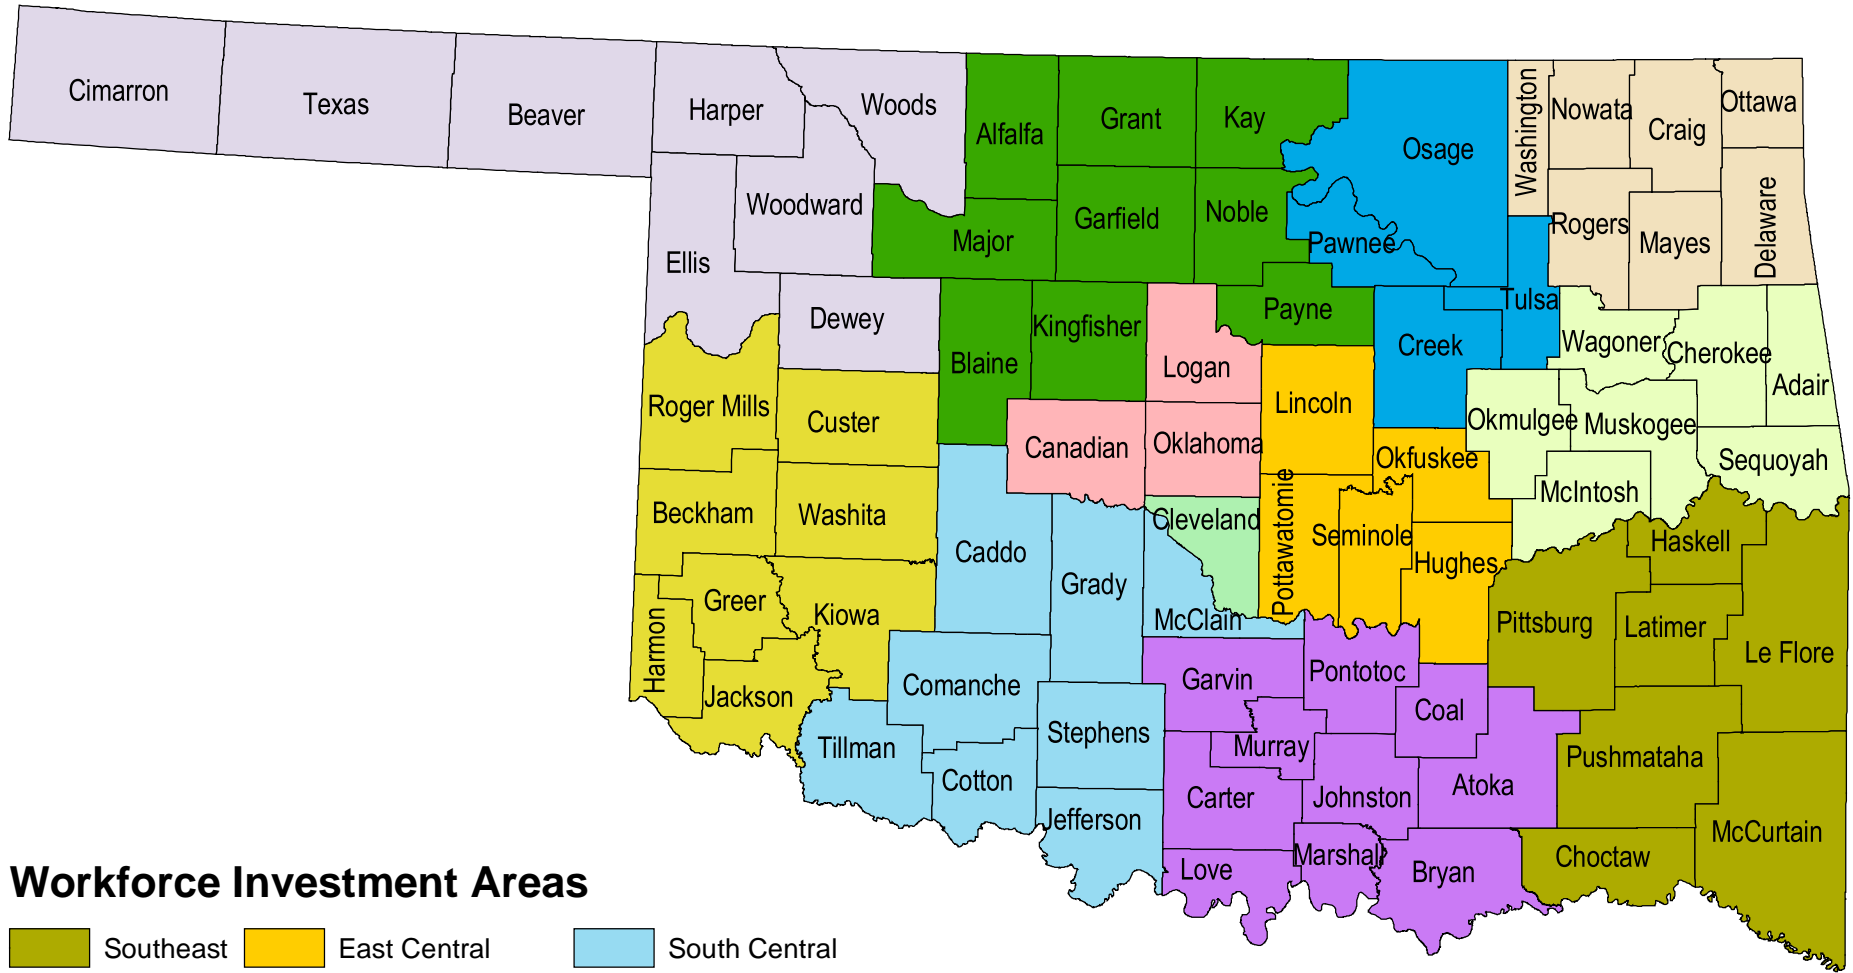 Cimarron
Texas
Beaver
Harper
Woods
Alfalfa
Grant
Kay
Osage
Washington
Nowata
Craig
Ottawa
Woodward
Major
Garfield
Noble
Pawnee
Rogers
Mayes
Delaware
Ellis
Dewey
Blaine
Kingfisher
Logan
Payne
Creek
Tulsa
Wagoner
Cherokee
Adair
Roger Mills
Custer
Canadian
Oklahoma
Lincoln
Okfuskee
Okmulgee
Muskogee
Sequoyah
McIntosh
Beckham
Washita
Caddo
Grady
Cleveland
McClain
Pottawatomie
Seminole
Hughes
Haskell
Pittsburg
Latimer
Le Flore
Harmon
Greer
Kiowa
Jackson
Comanche
Tillman
Cotton
Stephens
Jefferson
Garvin
Pontotoc
Coal
Murray
Carter
Johnston
Atoka
Pushmataha
McCurtain
Love
Marshall
Bryan
Choctaw
Workforce Investment Areas
Southeast
East Central
South Central